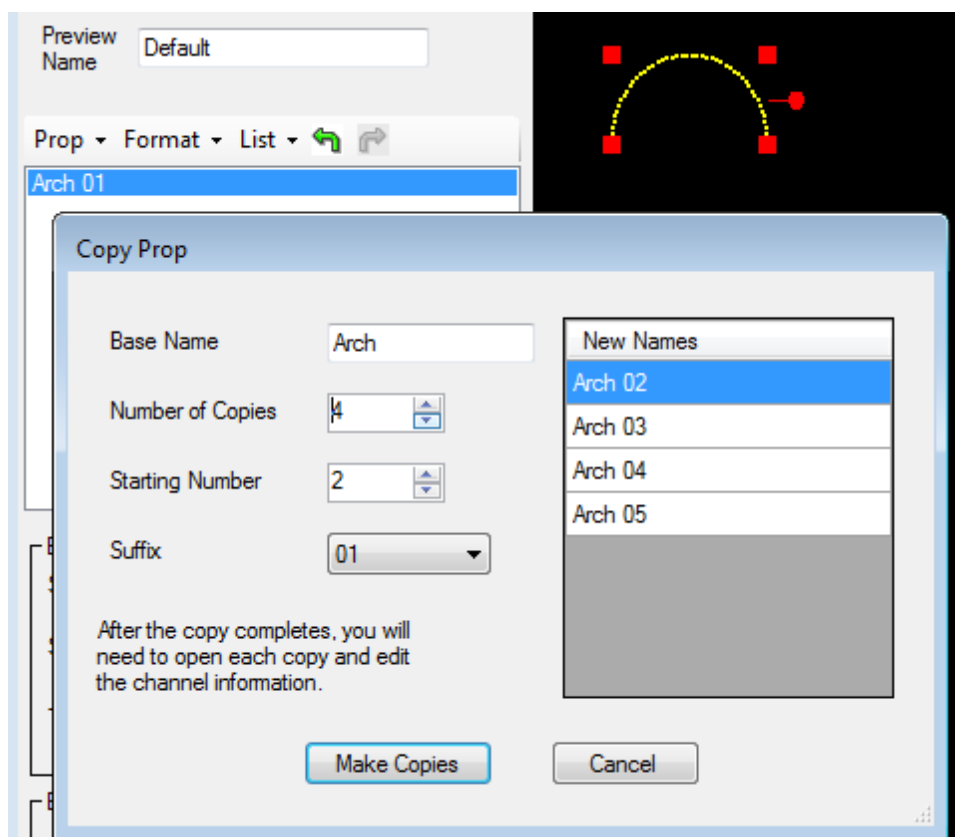 Preview
Name
Default
Prop Format List
Arch 01
Copy Prop
Base Name
Arch
Number of Copies
4
Starting Number
2
Suffix
01
After the copy completes, you will
need to open each copy and edit
the channel information.
New Names
Arch 02
Arch 03
Arch 04
Arch 05
Make Copies
Cancel